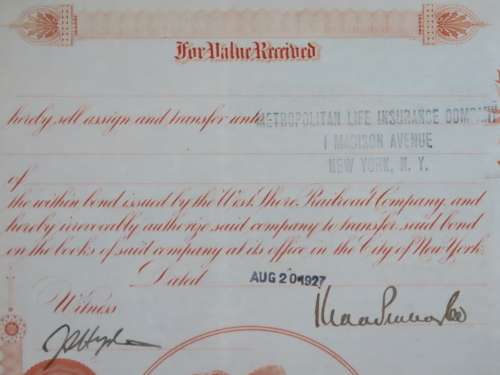 For Value Received
hereby sell assign and transfer unto METROPOLITAN LIFE INSURANCE COMPANY
1 MADISON AVENUE
NEW YORK, N. Y.
of
the within bond issued by the West Shore Railroad Company and
hereby irrevocably authorize said company to transfer said bond
on the books of said company at its office in the City of New York.
Dated AUG 20 1927
Witness